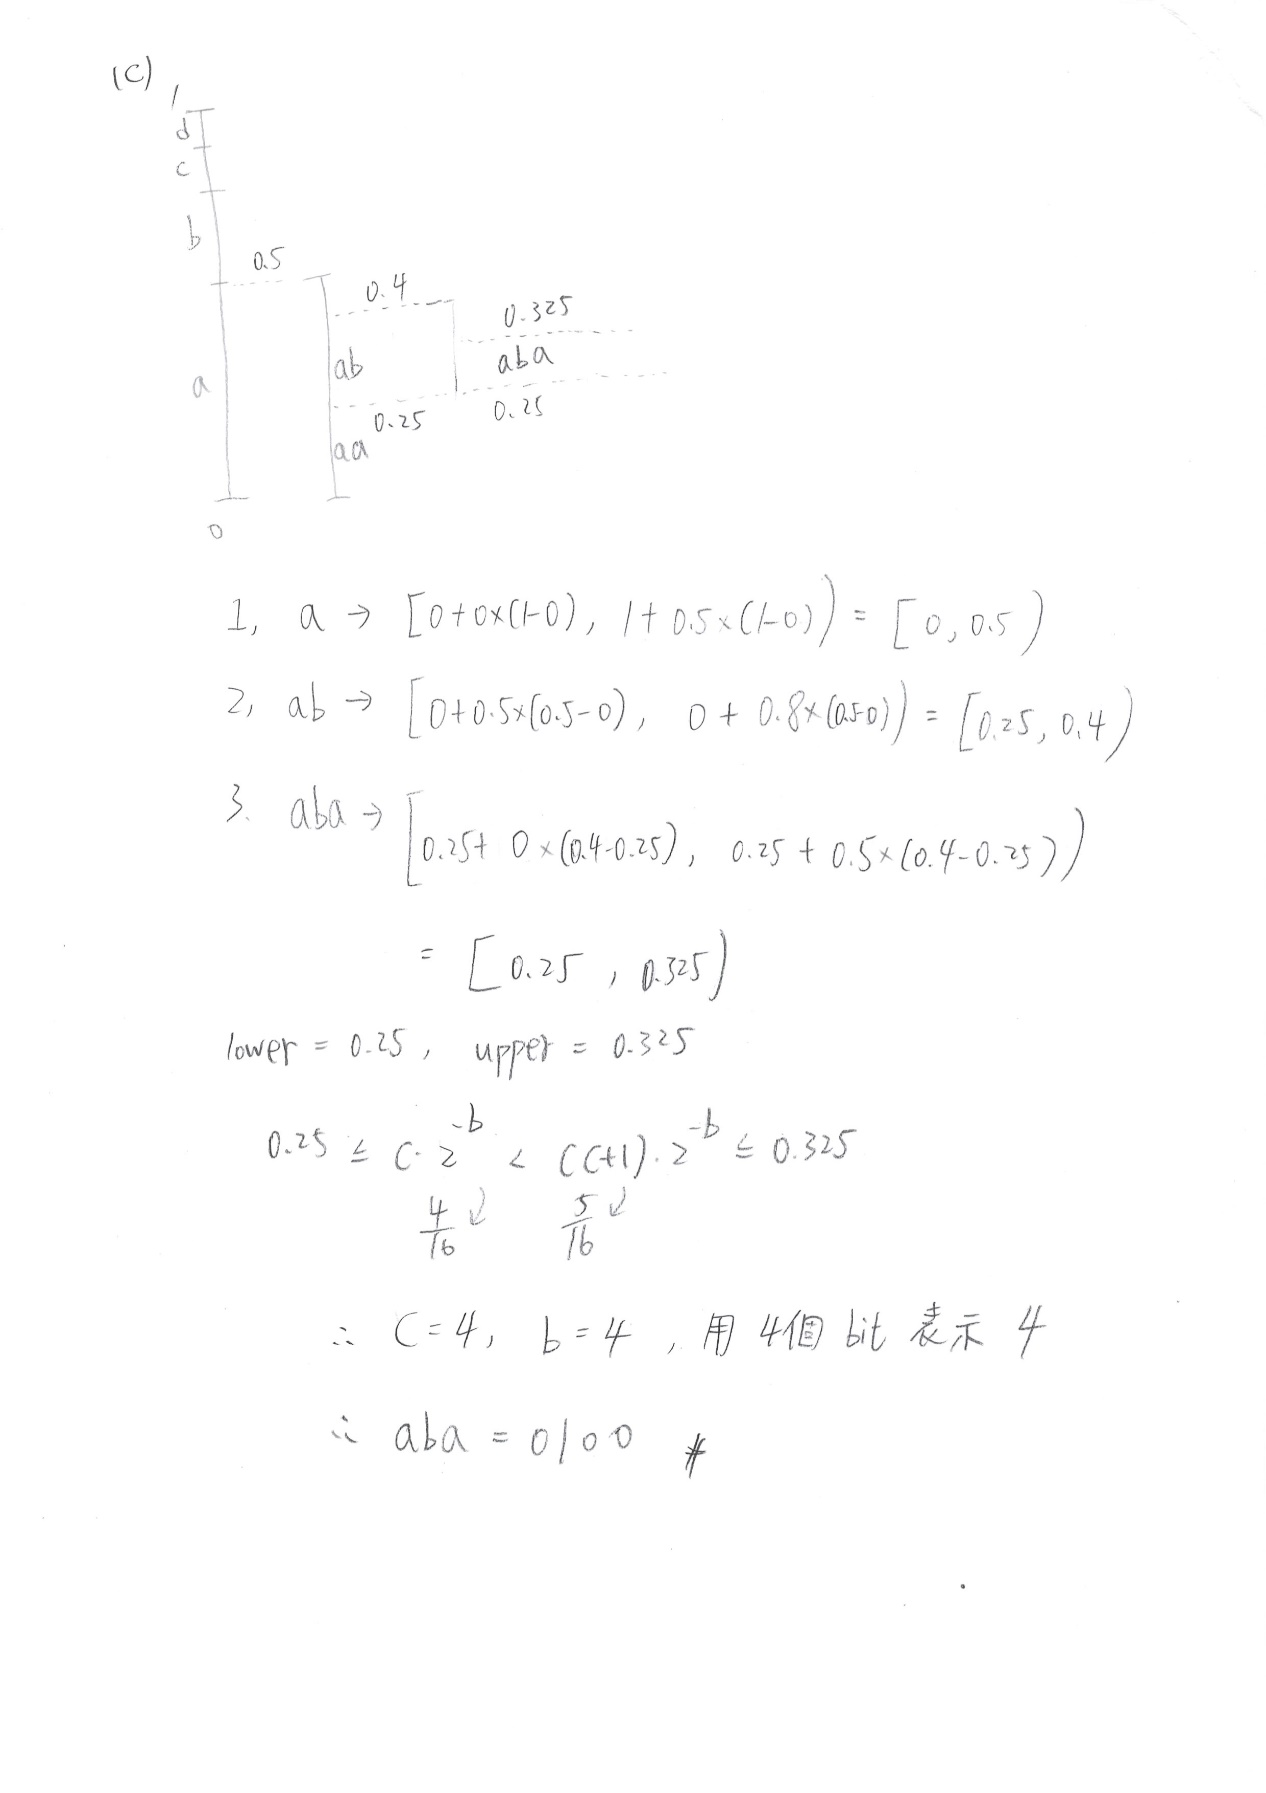 (C)
1
d
c
b
0.5
0.4
0.325
ab
aba
a
0.25
0.25
aa
0
1, a → [0+0×(1-0), 1+0.5×(1-0)) = [0, 0.5)
2, ab → [0+0.5×(0.5-0), 0+0.8×(0.5-0)) = [0.25, 0.4)
3. aba → [0.25+0×(0.4-0.25), 0.25+0.5×(0.4-0.25))
= [0.25, 0.325)
lower = 0.25, upper = 0.325
0.25 ≤ C·2^-b < (C+1)·2^-b ≤ 0.325
4/16 5/16
∴ C=4, b=4, 用 4個 bit 表示 4
∴ aba = 0100 #